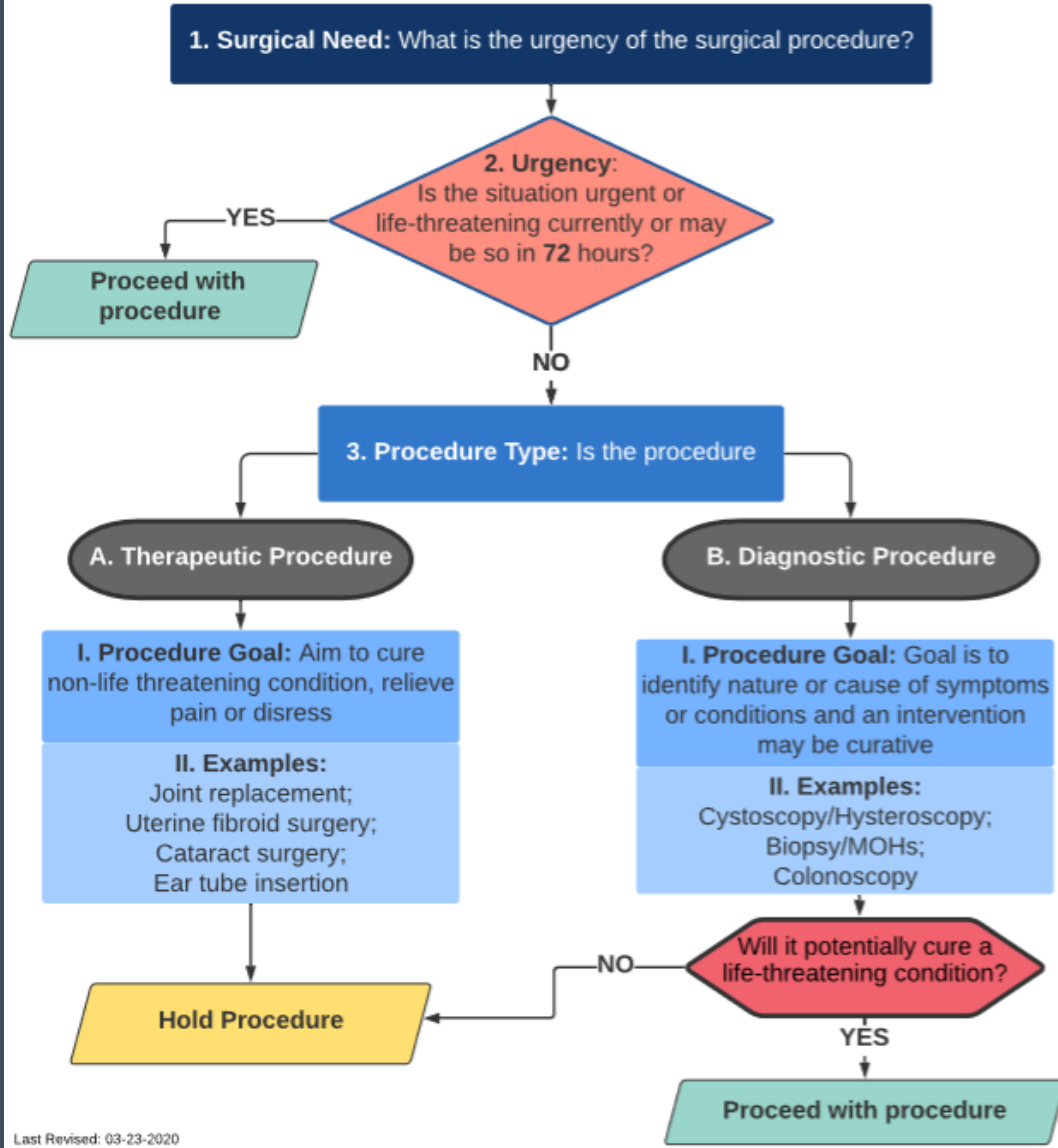 1. Surgical Need: What is the urgency of the surgical procedure?
2. Urgency:
Is the situation urgent or
life-threatening currently or may
be so in 72 hours?
YES
Proceed with
procedure
NO
3. Procedure Type: Is the procedure
A. Therapeutic Procedure
I. Procedure Goal: Aim to cure
non-life threatening condition, relieve
pain or disress
II. Examples:
Joint replacement;
Uterine fibroid surgery;
Cataract surgery;
Ear tube insertion
B. Diagnostic Procedure
I. Procedure Goal: Goal is to
identify nature or cause of symptoms
or conditions and an intervention
may be curative
II. Examples:
Cystoscopy/Hysteroscopy;
Biopsy/MOHs;
Colonoscopy
Will it potentially cure a
life-threatening condition?
NO
Hold Procedure
YES
Proceed with procedure
Last Revised: 03-23-2020